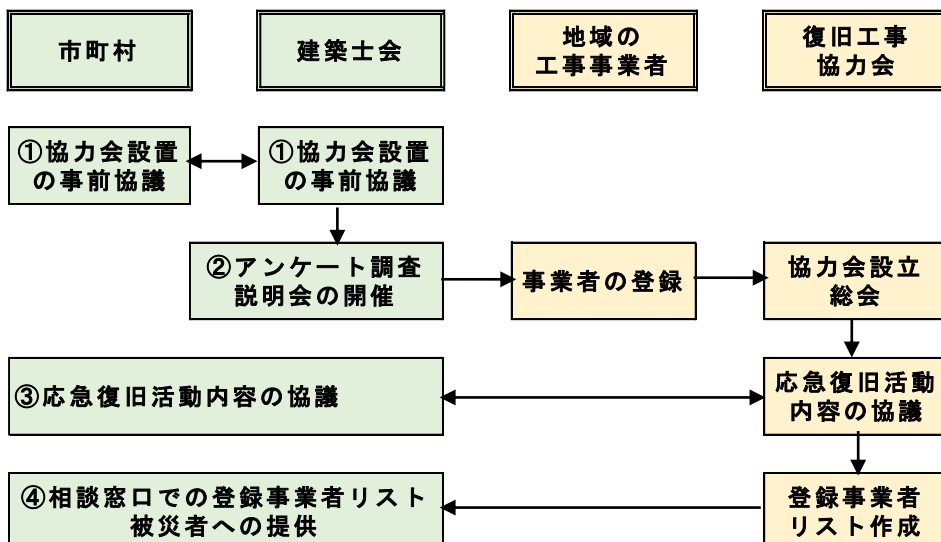 市町村
建築士会
地域の
工事事業者
復旧工事
協力会
①協力会設置
の事前協議
①協力会設置
の事前協議
②アンケート調査
説明会の開催
事業者の登録
協力会設立
総会
③応急復旧活動内容の協議
応急復旧活動
内容の協議
④相談窓口での登録事業者リスト
被災者への提供
登録事業者
リスト作成